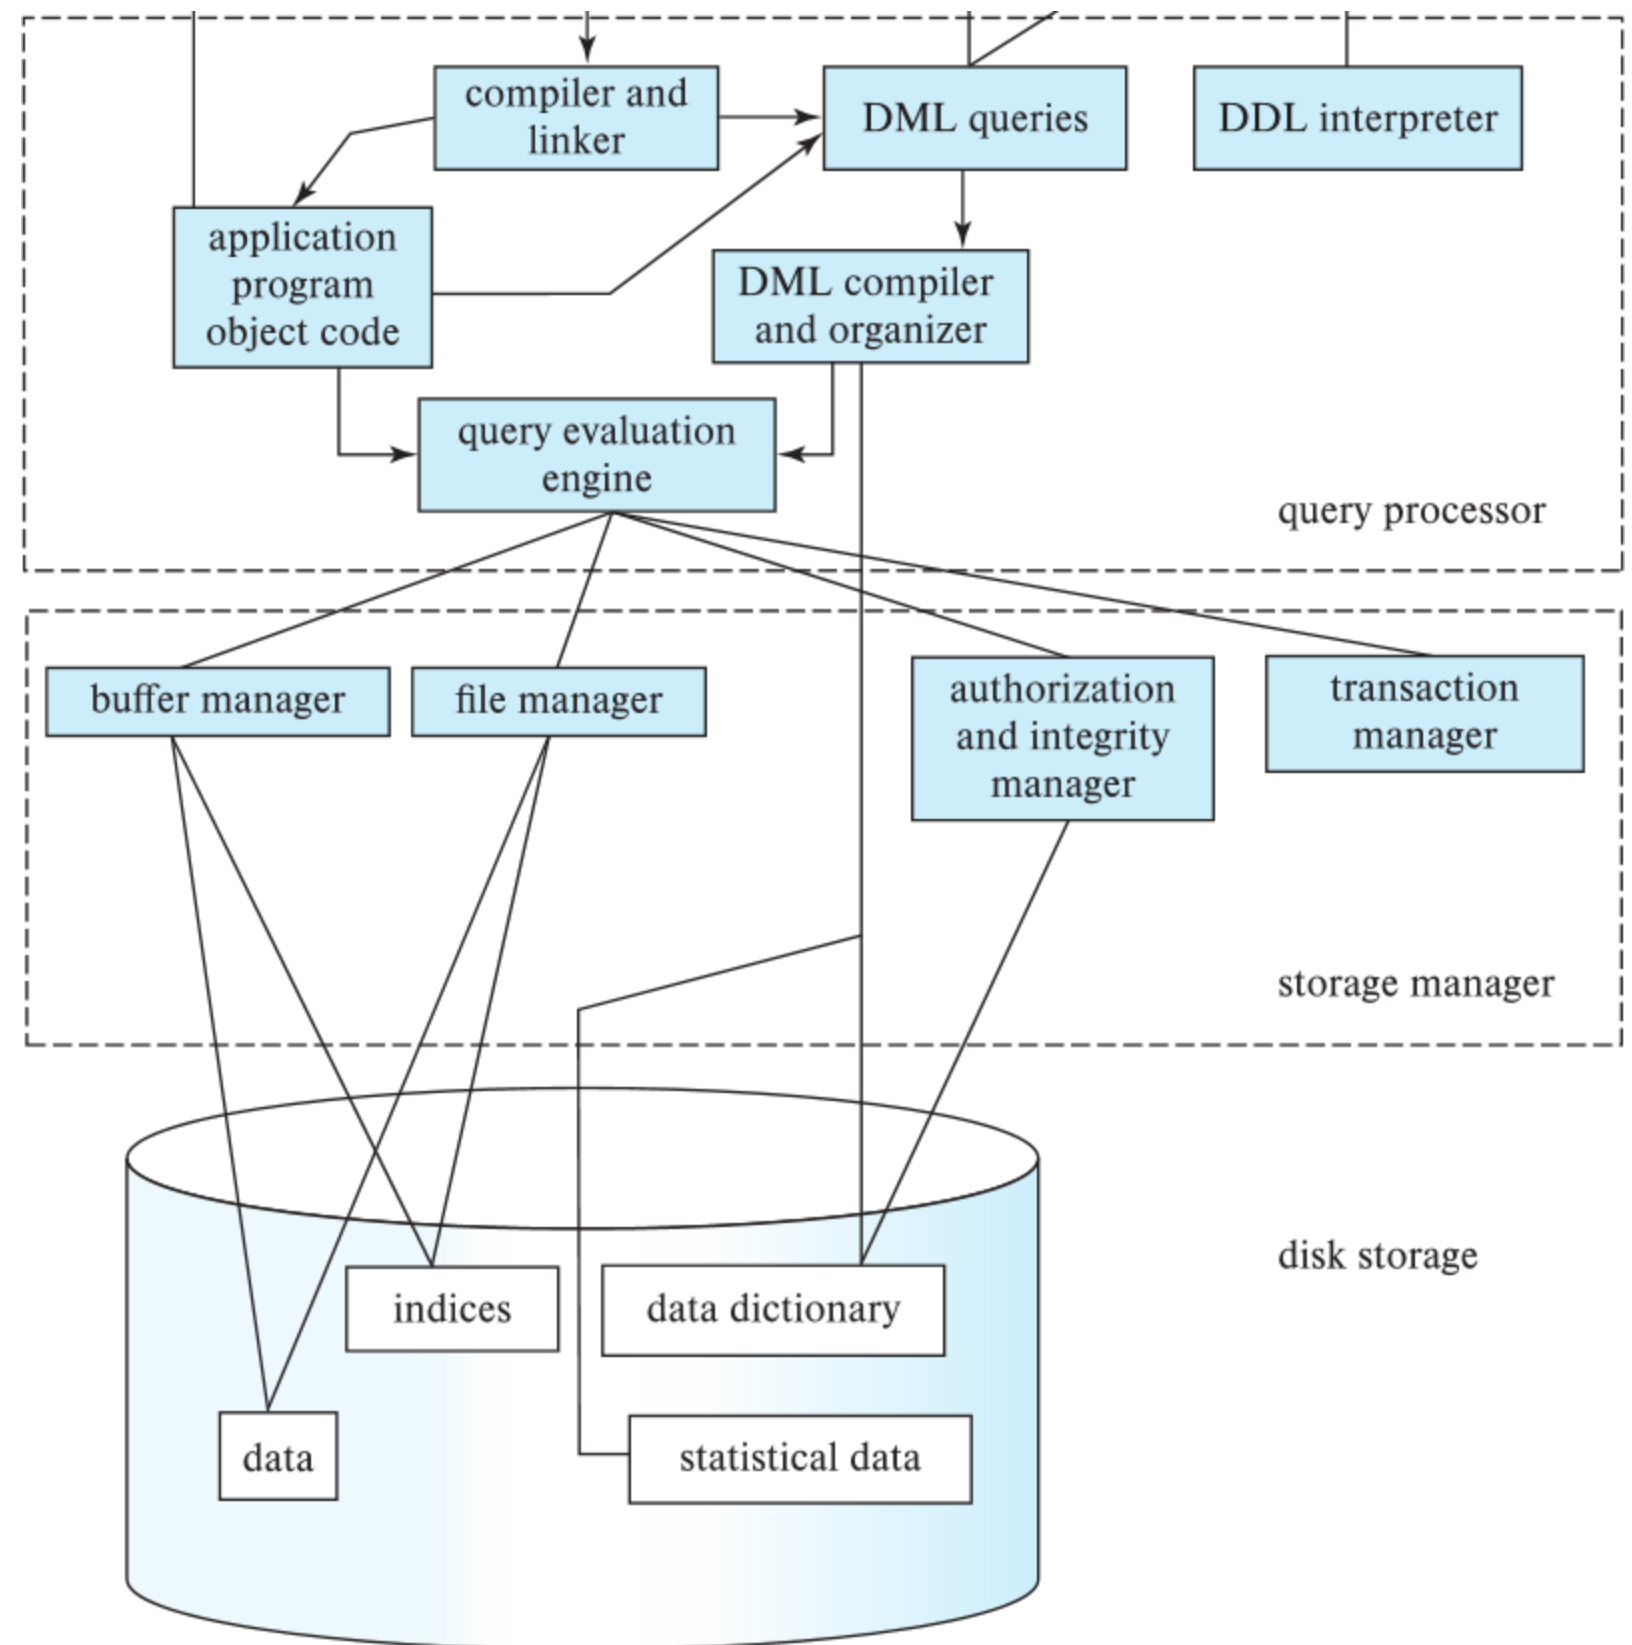 compiler and
linker
DML queries
DDL interpreter
application
program
object code
DML compiler
and organizer
query evaluation
engine
query processor
buffer manager
file manager
authorization
and integrity
manager
transaction
manager
storage manager
disk storage
indices
data dictionary
data
statistical data